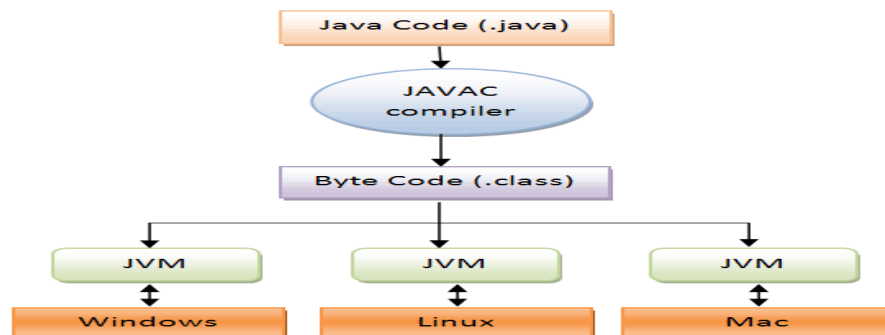 Java Code (.java)
JAVAC
compiler
Byte Code (.class)
JVM
JVM
JVM
Windows
Linux
Mac